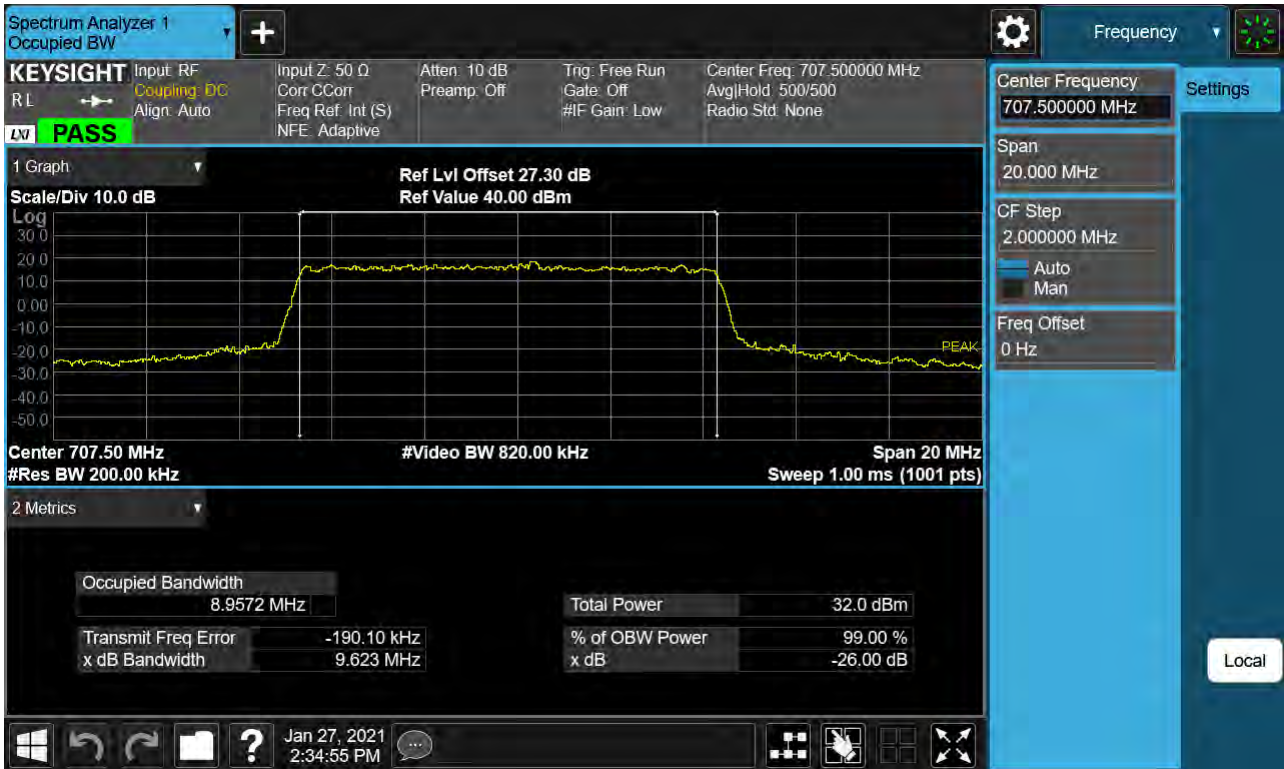 Spectrum Analyzer 1
Occupied BW
+
Frequency
KEYSIGHT
R L
LXI
PASS
Input: RF
Coupling: DC
Align: Auto
Input Z: 50 Ω
Corr CCorr
Freq Ref: Int (S)
NFE: Adaptive
Atten: 10 dB
Preamp: Off
Trig: Free Run
Gate: Off
#IF Gain: Low
Center Freq: 707.500000 MHz
Avg|Hold: 500/500
Radio Std: None
Center Frequency
707.500000 MHz
Settings
Span
20.000 MHz
CF Step
2.000000 MHz
Auto
Man
Freq Offset
0 Hz
1 Graph
Scale/Div 10.0 dB
Ref Lvl Offset 27.30 dB
Ref Value 40.00 dBm
Log
30.0
20.0
10.0
0.00
-10.0
-20.0
-30.0
-40.0
-50.0
PEAK
Center 707.50 MHz
#Video BW 820.00 kHz
Span 20 MHz
#Res BW 200.00 kHz
Sweep 1.00 ms (1001 pts)
2 Metrics
Occupied Bandwidth
8.9572 MHz
Total Power 32.0 dBm
Transmit Freq Error -190.10 kHz
% of OBW Power 99.00 %
x dB Bandwidth 9.623 MHz
x dB -26.00 dB
Local
?
Jan 27, 2021
2:34:55 PM